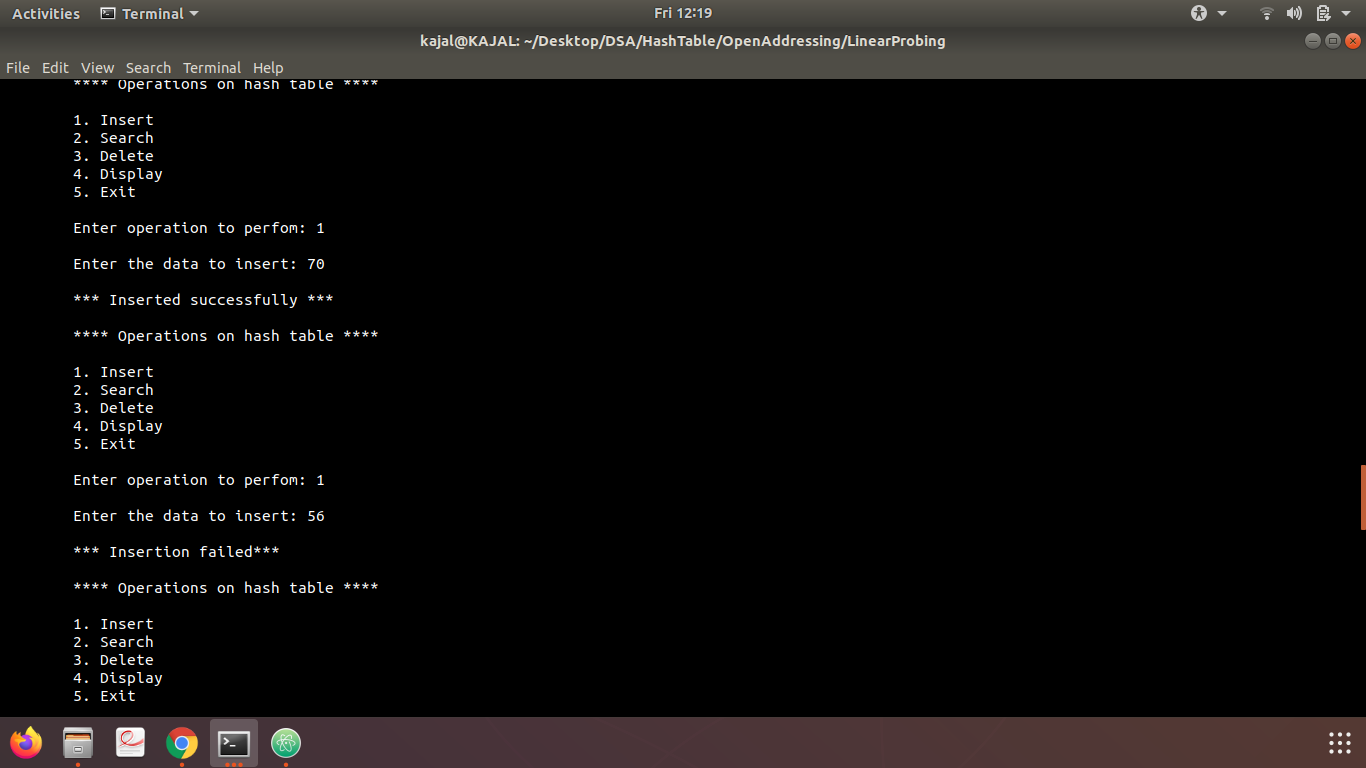 Activities Terminal Fri 12:19
kajal@KAJAL: ~/Desktop/DSA/HashTable/OpenAddressing/LinearProbing
File Edit View Search Terminal Help
**** Operations on hash table ****
1. Insert
2. Search
3. Delete
4. Display
5. Exit
Enter operation to perfom: 1
Enter the data to insert: 70
*** Inserted successfully ***
**** Operations on hash table ****
1. Insert
2. Search
3. Delete
4. Display
5. Exit
Enter operation to perfom: 1
Enter the data to insert: 56
*** Insertion failed***
**** Operations on hash table ****
1. Insert
2. Search
3. Delete
4. Display
5. Exit